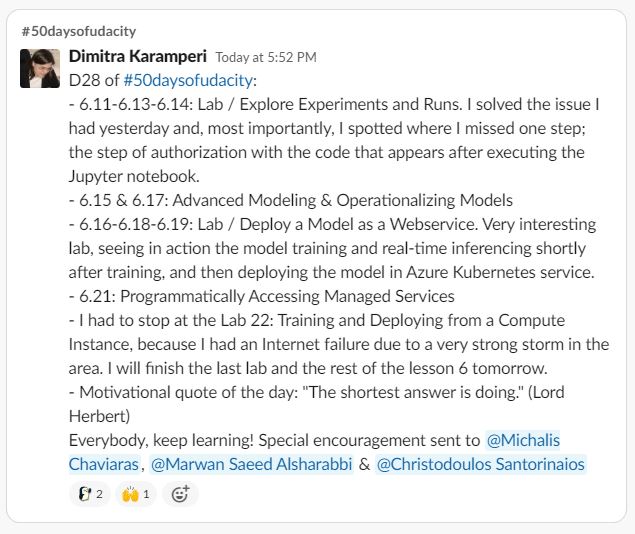 #50daysofudacity
Dimitra Karamperi Today at 5:52 PM
D28 of #50daysofudacity:
- 6.11-6.13-6.14: Lab / Explore Experiments and Runs. I solved the issue I
had yesterday and, most importantly, I spotted where I missed one step;
the step of authorization with the code that appears after executing the
Jupyter notebook.
- 6.15 & 6.17: Advanced Modeling & Operationalizing Models
- 6.16-6.18-6.19: Lab / Deploy a Model as a Webservice. Very interesting
lab, seeing in action the model training and real-time inferencing shortly
after training, and then deploying the model in Azure Kubernetes service.
- 6.21: Programmatically Accessing Managed Services
- I had to stop at the Lab 22: Training and Deploying from a Compute
Instance, because I had an Internet failure due to a very strong storm in the
area. I will finish the last lab and the rest of the lesson 6 tomorrow.
- Motivational quote of the day: "The shortest answer is doing." (Lord
Herbert)
Everybody, keep learning! Special encouragement sent to @Michalis
Chaviaras, @Marwan Saeed Alsharabbi & @Christodoulos Santorinaios
2 1